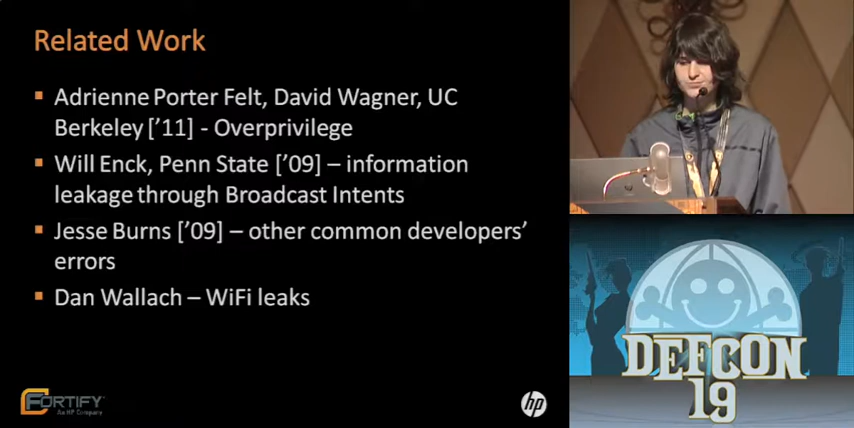 Related Work
▪ Adrienne Porter Felt, David Wagner, UC
Berkeley ['11] - Overprivilege
▪ Will Enck, Penn State ['09] – information
leakage through Broadcast Intents
▪ Jesse Burns ['09] – other common developers’
errors
▪ Dan Wallach – WiFi leaks
FORTIFY
An HP Company
hp
DEFCON
19